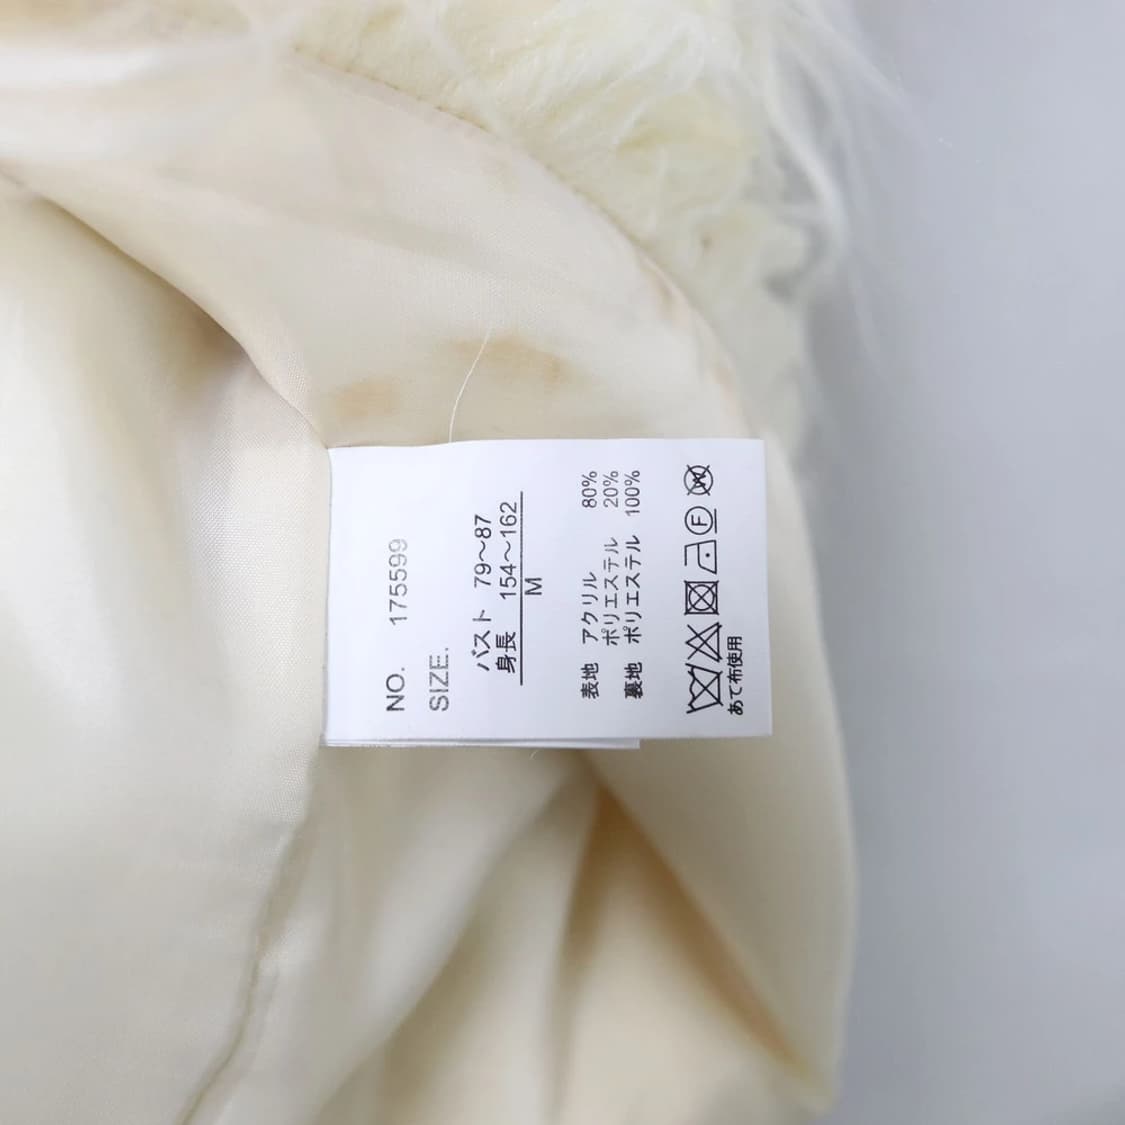 NO. 175599
SIZE.
バスト 79～87
身長 154～162
M
表地 アクリル 80%
ポリエステル 20%
裏地 ポリエステル 100%
F
W
あて布使用